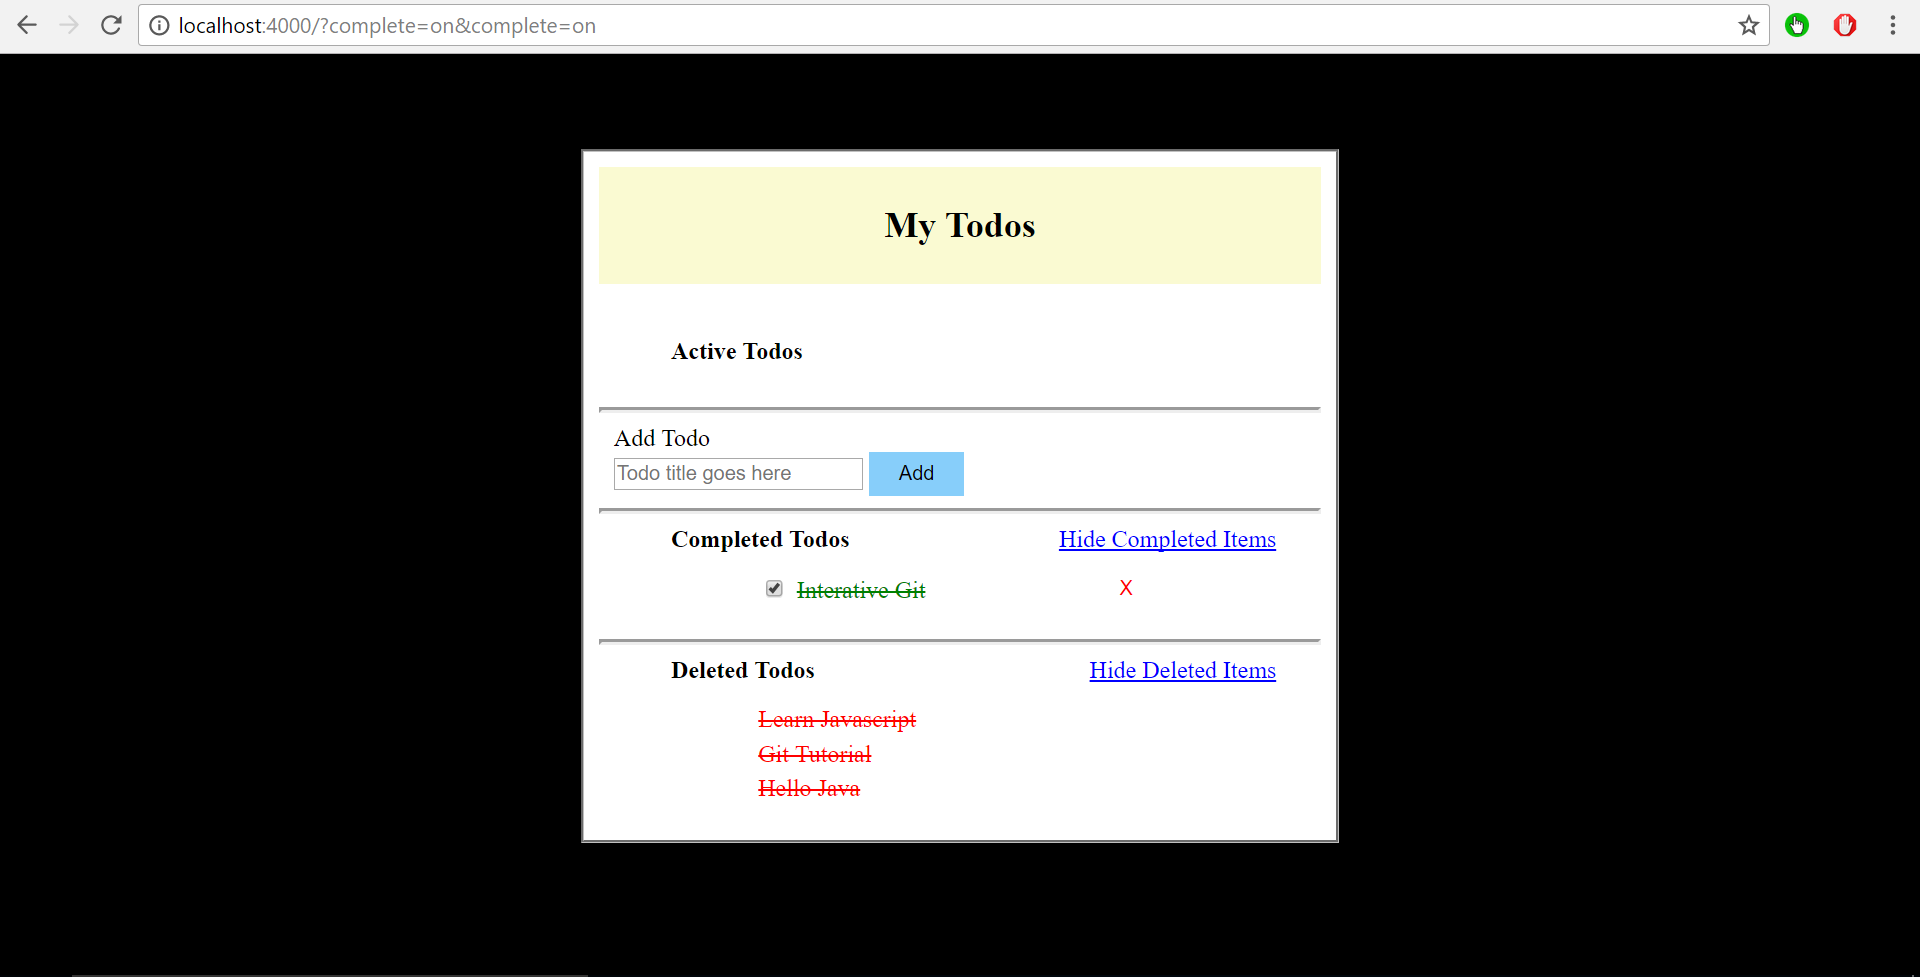 localhost:4000/?complete=on&complete=on
My Todos
Active Todos
Add Todo
Todo title goes here Add
Completed Todos Hide Completed Items
Interative Git X
Deleted Todos Hide Deleted Items
Learn Javascript
Git Tutorial
Hello Java